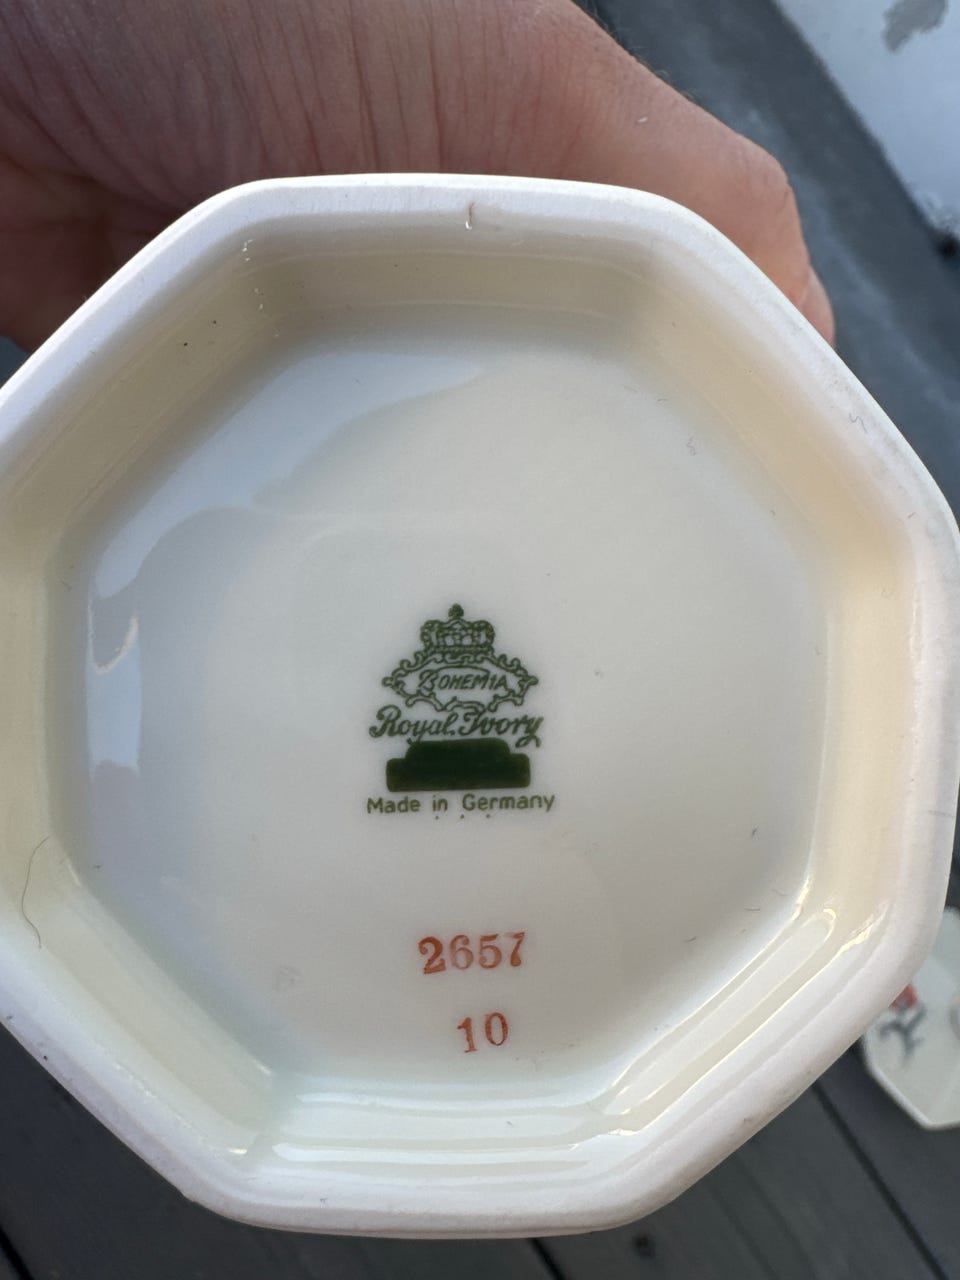 BOHEMIA
Royal Ivory
Made in Germany
2657
10